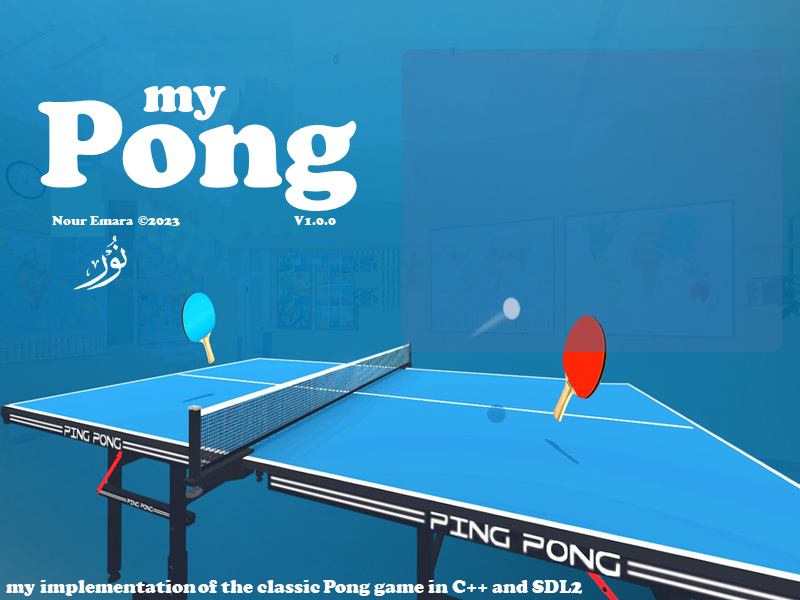 my
Pong
Nour Emara ©2023 V1.0.0
نُوْر
PING PONG
PING PONG
PING PONG
my implementation of the classic Pong game in C++ and SDL2